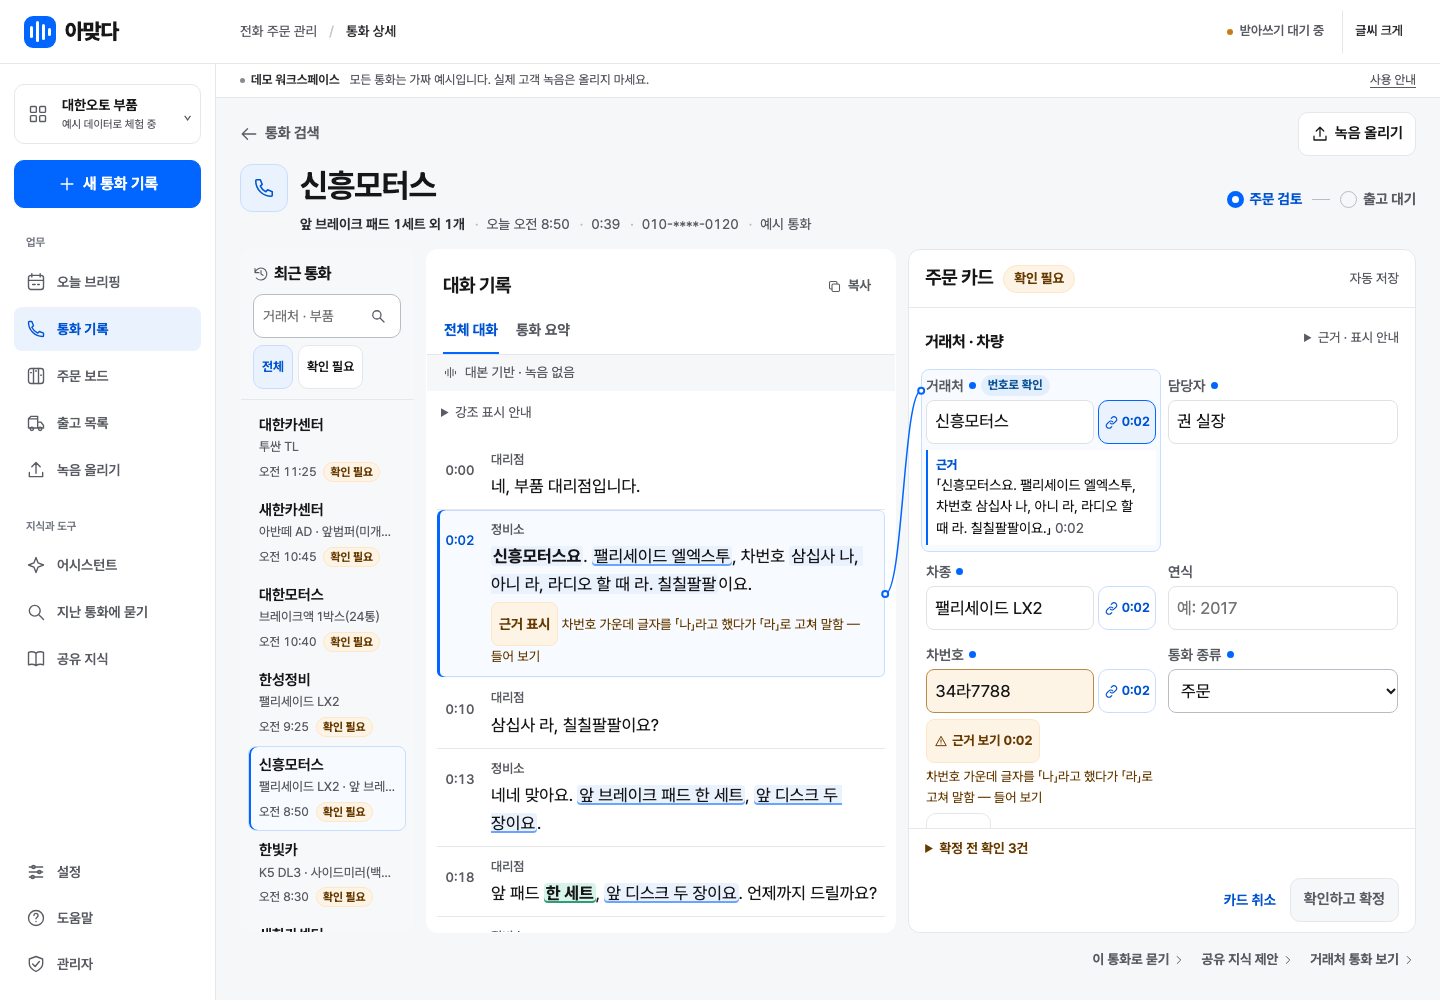 아맞다
전화 주문 관리 / 통화 상세
받아쓰기 대기 중
글씨 크게
대한오토 부품
예시 데이터로 체험 중
새 통화 기록
업무
오늘 브리핑
통화 기록
주문 보드
출고 목록
녹음 올리기
지식과 도구
어시스턴트
지난 통화에 묻기
공유 지식
설정
도움말
관리자
데모 워크스페이스 모든 통화는 가짜 예시입니다. 실제 고객 녹음은 올리지 마세요.
사용 안내
통화 검색
녹음 올리기
신흥모터스
앞 브레이크 패드 1세트 외 1개 · 오늘 오전 8:50 · 0:39 · 010-****-0120 · 예시 통화
주문 검토
출고 대기
최근 통화
거래처 · 부품
전체
확인 필요
대한카센터
투싼 TL
오전 11:25 확인 필요
새한카센터
아반떼 AD · 앞범퍼(미개...
오전 10:45 확인 필요
대한모터스
브레이크액 1박스(24통)
오전 10:40 확인 필요
한성정비
팰리세이드 LX2
오전 9:25 확인 필요
신흥모터스
팰리세이드 LX2 · 앞 브레...
오전 8:50 확인 필요
한빛카
K5 DL3 · 사이드미러(백...
오전 8:30 확인 필요
대화 기록
복사
전체 대화
통화 요약
대본 기반 · 녹음 없음
강조 표시 안내
대리점
0:00
네, 부품 대리점입니다.
정비소
0:02
신흥모터스요. 팰리세이드 엘엑스투, 차번호 삼십사 나,
아니 라, 라디오 할 때 라. 칠칠팔팔이요.
근거 표시 차번호 가운데 글자를 「나」라고 했다가 「라」로 고쳐 말함 —
들어 보기
대리점
0:10
삼십사 라, 칠칠팔팔이요?
정비소
0:13
네네 맞아요. 앞 브레이크 패드 한 세트, 앞 디스크 두
장이요.
대리점
0:18
앞 패드 한 세트, 앞 디스크 두 장이요. 언제까지 드릴까요?
주문 카드
확인 필요
자동 저장
거래처 · 차량
근거 · 표시 안내
거래처
번호로 확인
담당자
신흥모터스
0:02
권 실장
근거
「신흥모터스요. 팰리세이드 엘엑스투,
차번호 삼십사 나, 아니 라, 라디오 할
때 라. 칠칠팔팔이요.」 0:02
차종
연식
팰리세이드 LX2
0:02
예: 2017
차번호
통화 종류
34라7788
0:02
주문
근거 보기 0:02
차번호 가운데 글자를 「나」라고 했다가 「라」로
고쳐 말함 — 들어 보기
확정 전 확인 3건
카드 취소
확인하고 확정
이 통화로 묻기
공유 지식 제안
거래처 통화 보기